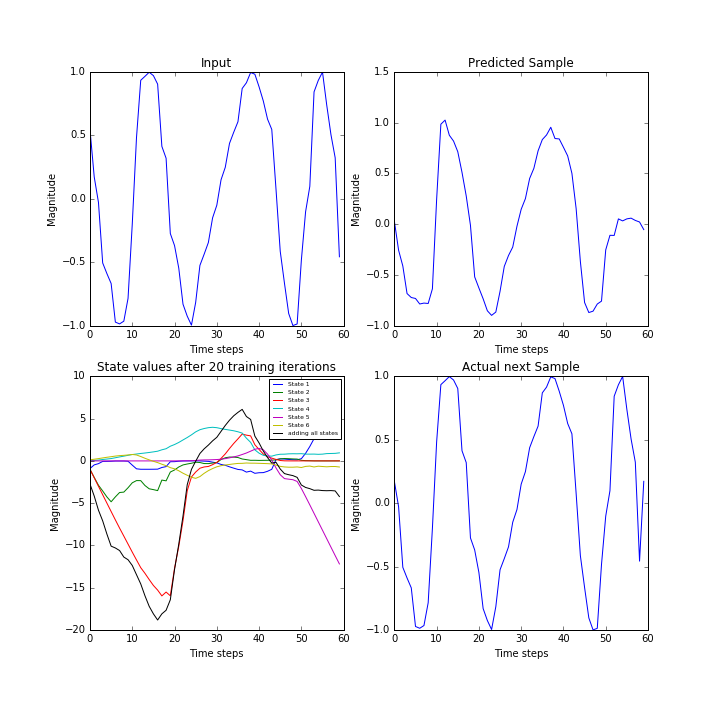 Input
Magnitude
1.0
0.5
0.0
−0.5
−1.0
0 10 20 30 40 50 60
Time steps
Predicted Sample
Magnitude
1.5
1.0
0.5
0.0
−0.5
−1.0
0 10 20 30 40 50 60
Time steps
State values after 20 training iterations
Magnitude
10
5
0
−5
−10
−15
−20
0 10 20 30 40 50 60
Time steps
State 1
State 2
State 3
State 4
State 5
State 6
adding all states
Actual next Sample
Magnitude
1.0
0.5
0.0
−0.5
−1.0
0 10 20 30 40 50 60
Time steps